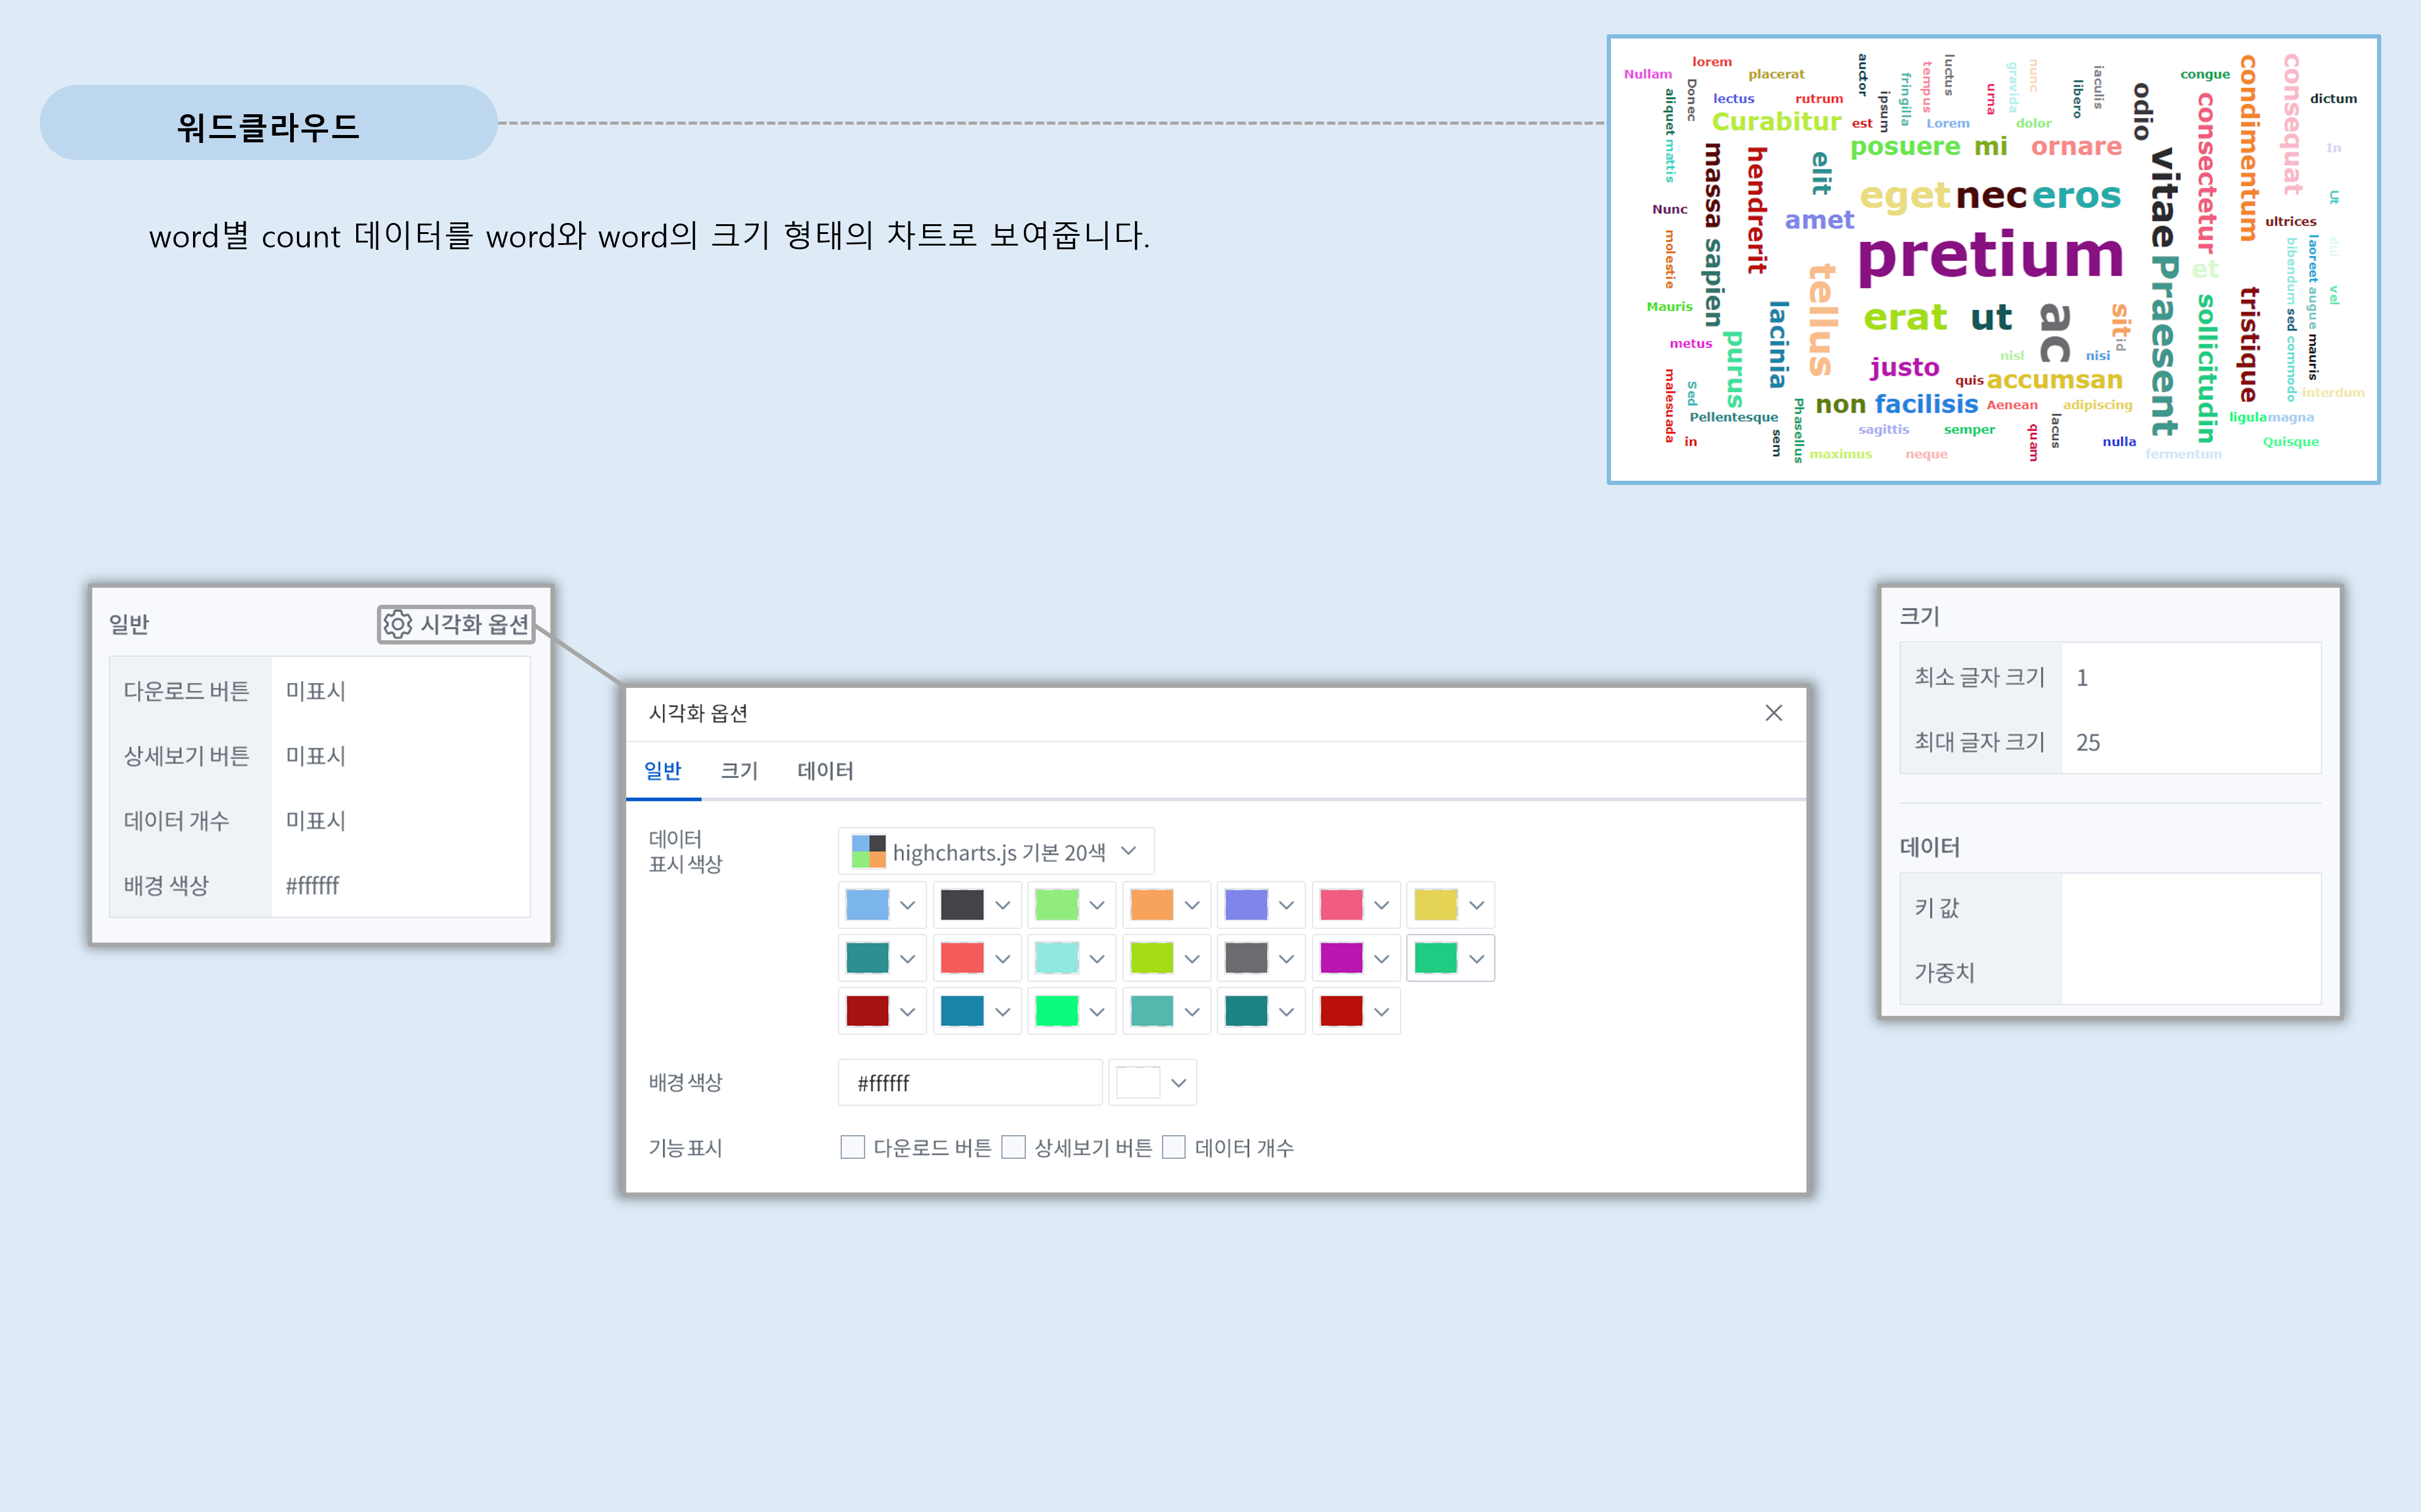 워드클라우드
word별 count 데이터를 word와 word의 크기 형태의 차트로 보여줍니다.
Nullam
lorem
placerat
Donec
aliquet
lectus
rutrum
auctor
ipsum
fringilla
tempus
luctus
urna
gravida
nunc
libero
iaculis
odio
congue
condimentum
consequat
dictum
Curabitur
est
Lorem
dolor
mattis
massa
hendrerit
elit
posuere
mi
ornare
vitae
consectetur
In
Ut
Nunc
amet
eget
nec
eros
ultrices
molestie
sapien
pretium
et
bibendum
laoreet
dui
Mauris
lacinia
tellus
erat
ut
ac
sit
id
Praesent
sollicitudin
tristique
sed
augue
vel
metus
purus
justo
nisl
nisi
commodo
mauris
malesuada
Sed
quis
accumsan
interdum
Pellentesque
Phasellus
non
facilisis
Aenean
adipiscing
ligula
magna
in
sem
sagittis
semper
quam
lacus
nulla
Quisque
maximus
neque
fermentum
일반
시각화 옵션
다운로드 버튼 미표시
상세보기 버튼 미표시
데이터 개수 미표시
배경 색상 #ffffff
시각화 옵션
일반 크기 데이터
데이터
표시 색상
highcharts.js 기본 20색
배경 색상 #ffffff
기능 표시 다운로드 버튼 상세보기 버튼 데이터 개수
크기
최소 글자 크기 1
최대 글자 크기 25
데이터
키 값
가중치